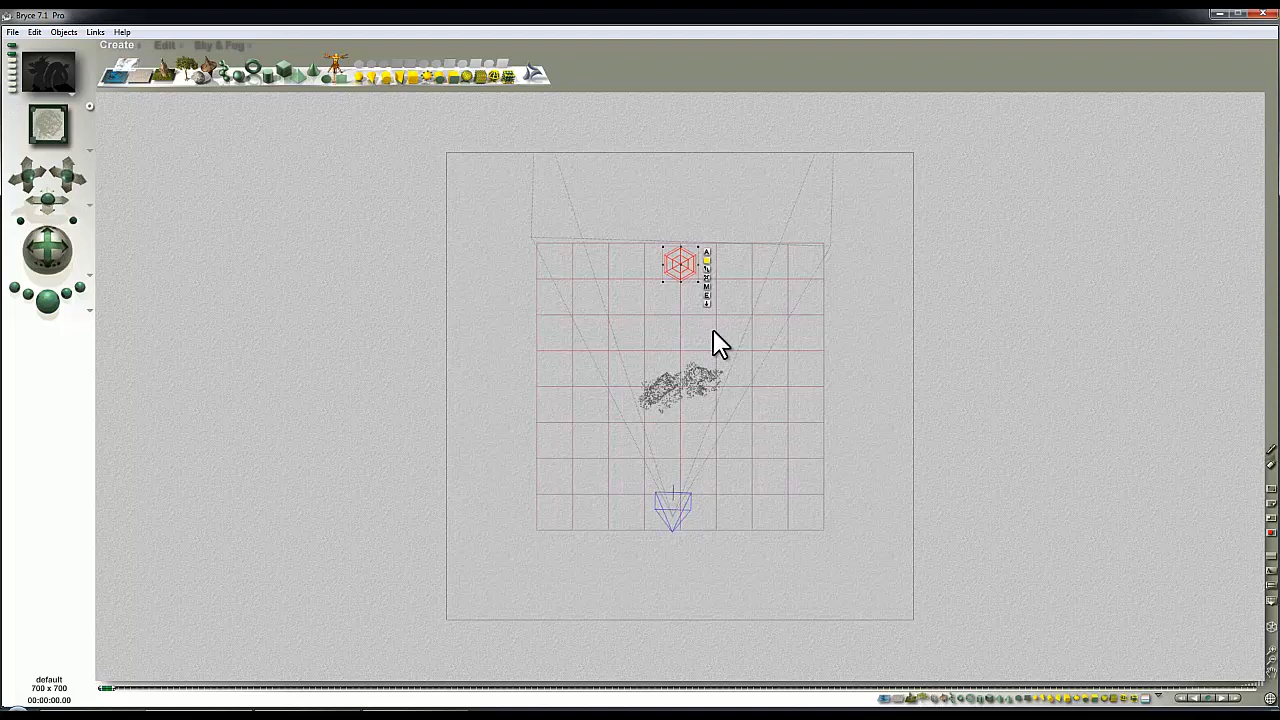 Bryce 7.1 Pro
File Edit Objects Links Help
Create Edit Sky & Fog
A
M
E
default
700 x 700
00:00:00.00